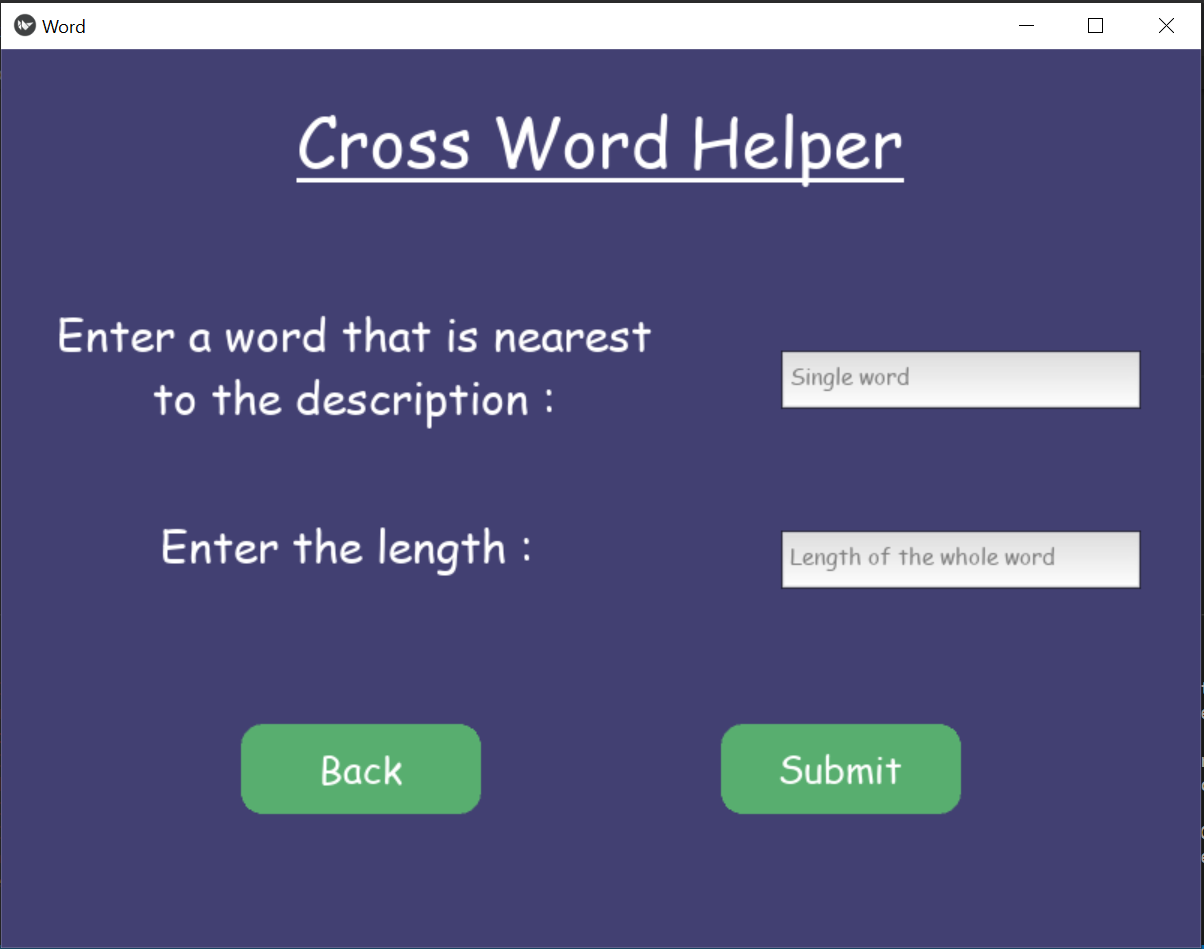 Word
Cross Word Helper
Enter a word that is nearest
to the description :
Single word
Enter the length :
Length of the whole word
Back
Submit